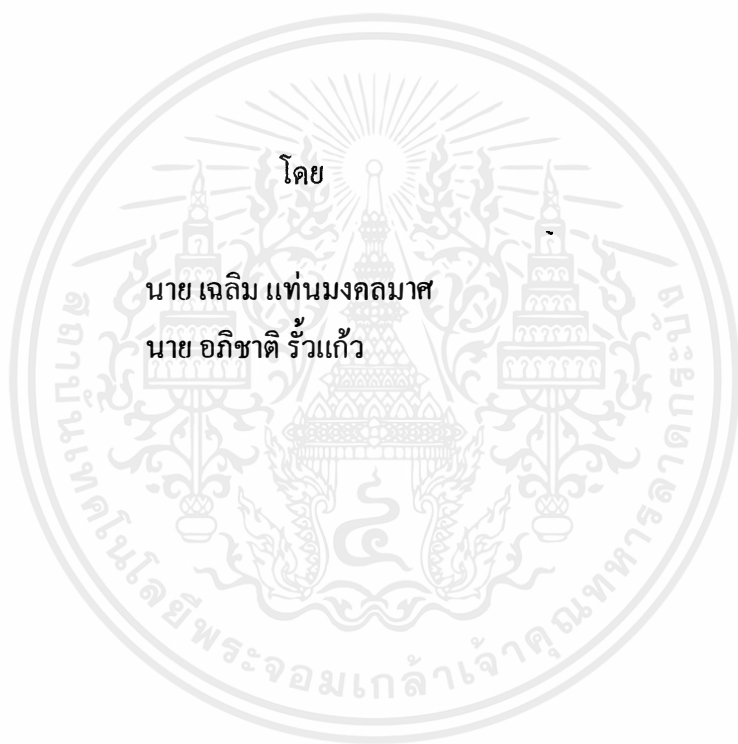 โดย
นาย เฉลิม แท่นมงคลมาศ
นาย อภิชาติ รั้วแก้ว
สถาบันเทคโนโลยีพระจอมเกล้าเจ้าคุณทหารลาดกระบัง